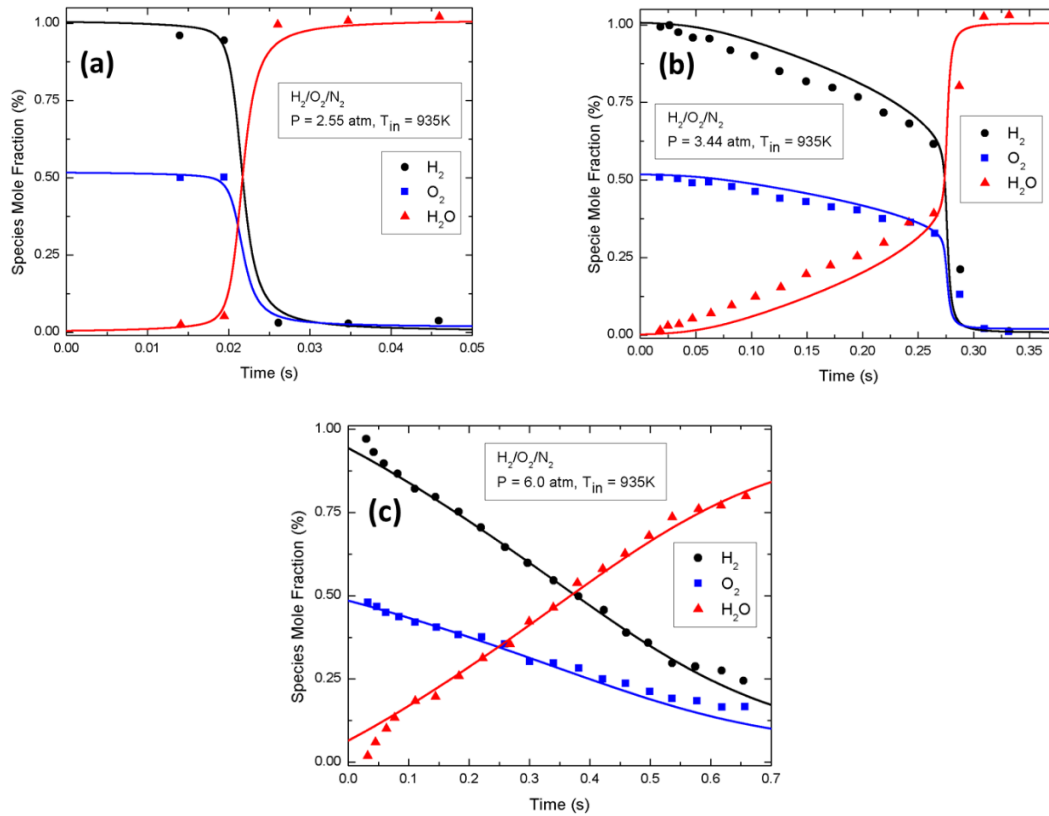 (a)
H₂/O₂/N₂
P = 2.55 atm, Tᵢₙ = 935K
H₂
O₂
H₂O
Species Mole Fraction (%)
1.00
0.75
0.50
0.25
0.00
0.00 0.01 0.02 0.03 0.04 0.05
Time (s)
(b)
H₂/O₂/N₂
P = 3.44 atm, Tᵢₙ = 935K
H₂
O₂
H₂O
Specie Mole Fraction (%)
1.00
0.75
0.50
0.25
0.00
0.00 0.05 0.10 0.15 0.20 0.25 0.30 0.35
Time (s)
(c)
H₂/O₂/N₂
P = 6.0 atm, Tᵢₙ = 935K
H₂
O₂
H₂O
Species Mole Fraction (%)
1.00
0.75
0.50
0.25
0.00
0.0 0.1 0.2 0.3 0.4 0.5 0.6 0.7
Time (s)